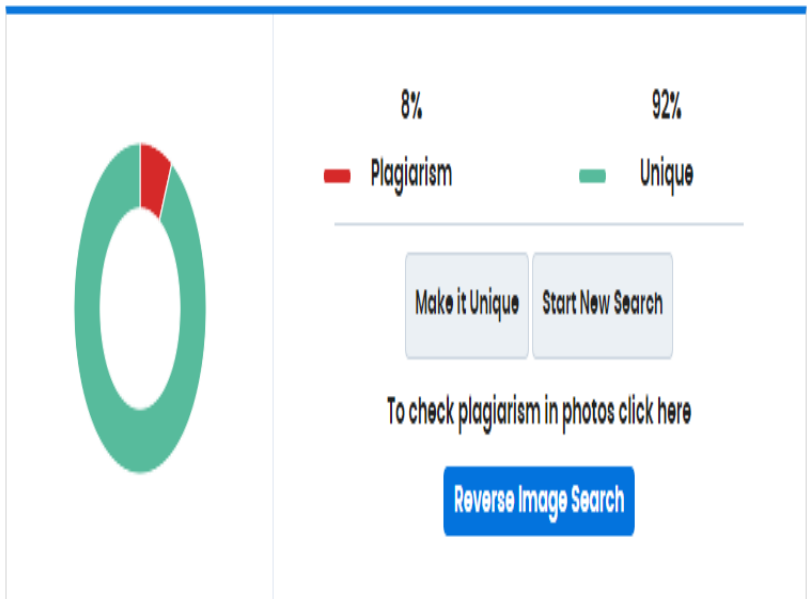 8% 92%
Plagiarism Unique
Make it Unique Start New Search
To check plagiarism in photos click here
Reverse Image Search